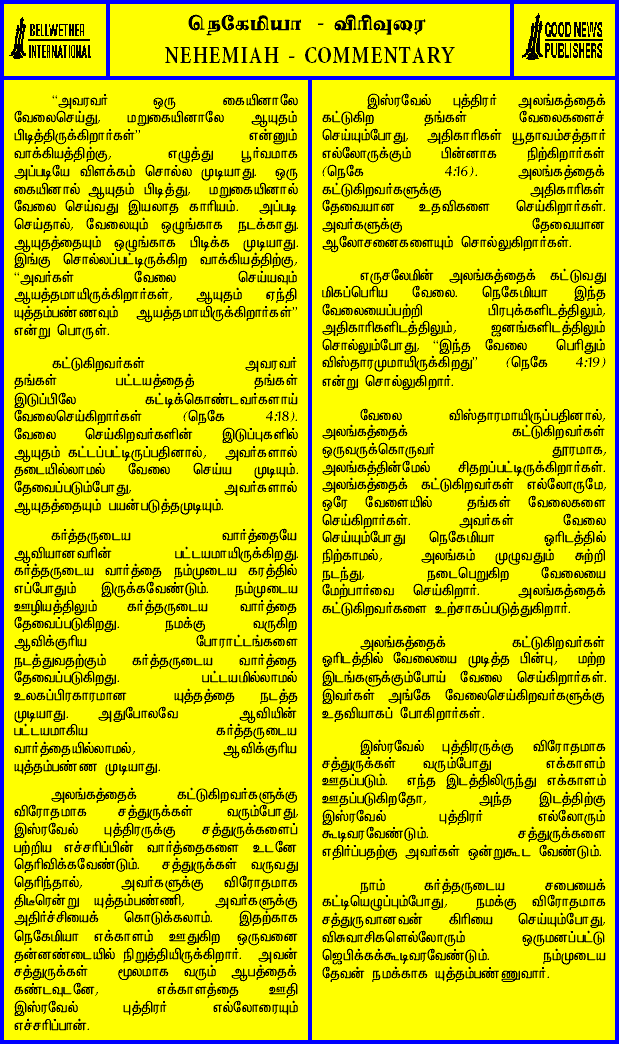 BELLWETHER
INTERNATIONAL
நெகேமியா - விரிவுரை
NEHEMIAH - COMMENTARY
GOOD NEWS
PUBLISHERS
“அவரவர் ஒரு கையினாலே
வேலைசெய்து, மறுகையினாலே ஆயுதம்
பிடித்திருக்கிறார்கள்” என்னும்
வாக்கியத்திற்கு, எழுத்து பூர்வமாக
அப்படியே விளக்கம் சொல்ல முடியாது. ஒரு
கையினால் ஆயுதம் பிடித்து, மறுகையினால்
வேலை செய்வது இயலாத காரியம். அப்படி
செய்தால், வேலையும் ஒழுங்காக நடக்காது.
ஆயுதத்தையும் ஒழுங்காக பிடிக்க முடியாது.
இங்கு சொல்லப்பட்டிருக்கிற வாக்கியத்திற்கு,
“அவர்கள் வேலை செய்யவும்
ஆயத்தமாயிருக்கிறார்கள், ஆயுதம் ஏந்தி
யுத்தம்பண்ணவும் ஆயத்தமாயிருக்கிறார்கள்”
என்று பொருள்.
கட்டுகிறவர்கள் அவரவர்
தங்கள் பட்டயத்தைத் தங்கள்
இடுப்பிலே கட்டிக்கொண்டவர்களாய்
வேலைசெய்கிறார்கள் (நெகே 4:18).
வேலை செய்கிறவர்களின் இடுப்புகளில்
ஆயுதம் கட்டப்பட்டிருப்பதினால், அவர்களால்
தடையில்லாமல் வேலை செய்ய முடியும்.
தேவைப்படும்போது, அவர்களால்
ஆயுதத்தையும் பயன்படுத்தமுடியும்.
கர்த்தருடைய வார்த்தையே
ஆவியானவரின் பட்டயமாயிருக்கிறது.
கர்த்தருடைய வார்த்தை நம்முடைய கரத்தில்
எப்போதும் இருக்கவேண்டும். நம்முடைய
ஊழியத்திலும் கர்த்தருடைய வார்த்தை
தேவைப்படுகிறது. நமக்கு வருகிற
ஆவிக்குரிய போராட்டங்களை
நடத்துவதற்கும் கர்த்தருடைய வார்த்தை
தேவைப்படுகிறது. பட்டயமில்லாமல்
உலகப்பிரகாரமான யுத்தத்தை நடத்த
முடியாது. அதுபோலவே ஆவியின்
பட்டயமாகிய கர்த்தருடைய
வார்த்தையில்லாமல், ஆவிக்குரிய
யுத்தம்பண்ண முடியாது.
அலங்கத்தைக் கட்டுகிறவர்களுக்கு
விரோதமாக சத்துருக்கள் வரும்போது,
இஸ்ரவேல் புத்திரருக்கு சத்துருக்களைப்
பற்றிய எச்சரிப்பின் வார்த்தைகளை உடனே
தெரிவிக்கவேண்டும். சத்துருக்கள் வருவது
தெரிந்தால், அவர்களுக்கு விரோதமாக
திடீரென்று யுத்தம்பண்ணி, அவர்களுக்கு
அதிர்ச்சியைக் கொடுக்கலாம். இதற்காக
நெகேமியா எக்காளம் ஊதுகிற ஒருவனை
தன்னண்டையில் நிறுத்தியிருக்கிறார். அவன்
சத்துருக்கள் மூலமாக வரும் ஆபத்தைக்
கண்டவுடனே, எக்காளத்தை ஊதி
இஸ்ரவேல் புத்திரர் எல்லோரையும்
எச்சரிப்பான்.
இஸ்ரவேல் புத்திரர் அலங்கத்தைக்
கட்டுகிற தங்கள் வேலைகளைச்
செய்யும்போது, அதிகாரிகள் யூதாவம்சத்தார்
எல்லோருக்கும் பின்னாக நிற்கிறார்கள்
(நெகே 4:16). அலங்கத்தைக்
கட்டுகிறவர்களுக்கு அதிகாரிகள்
தேவையான உதவிகளை செய்கிறார்கள்.
அவர்களுக்கு தேவையான
ஆலோசனைகளையும் சொல்லுகிறார்கள்.
எருசலேமின் அலங்கத்தைக் கட்டுவது
மிகப்பெரிய வேலை. நெகேமியா இந்த
வேலையைப்பற்றி பிரபுக்களிடத்திலும்,
அதிகாரிகளிடத்திலும், ஜனங்களிடத்திலும்
சொல்லும்போது, “இந்த வேலை பெரிதும்
விஸ்தாரமுமாயிருக்கிறது” (நெகே 4:19)
என்று சொல்லுகிறார்.
வேலை விஸ்தாரமாயிருப்பதினால்,
அலங்கத்தைக் கட்டுகிறவர்கள்
ஒருவருக்கொருவர் தூரமாக,
அலங்கத்தின்மேல் சிதறப்பட்டிருக்கிறார்கள்.
அலங்கத்தைக் கட்டுகிறவர்கள் எல்லோருமே,
ஒரே வேளையில் தங்கள் வேலைகளை
செய்கிறார்கள். அவர்கள் வேலை
செய்யும்போது நெகேமியா ஓரிடத்தில்
நிற்காமல், அலங்கம் முழுவதும் சுற்றி
நடந்து, நடைபெறுகிற வேலையை
மேற்பார்வை செய்கிறார். அலங்கத்தைக்
கட்டுகிறவர்களை உற்சாகப்படுத்துகிறார்.
அலங்கத்தைக் கட்டுகிறவர்கள்
ஓரிடத்தில் வேலையை முடித்த பின்பு, மற்ற
இடங்களுக்கும்போய் வேலை செய்கிறார்கள்.
இவர்கள் அங்கே வேலைசெய்கிறவர்களுக்கு
உதவியாகப் போகிறார்கள்.
இஸ்ரவேல் புத்திரருக்கு விரோதமாக
சத்துருக்கள் வரும்போது எக்காளம்
ஊதப்படும். எந்த இடத்திலிருந்து எக்காளம்
ஊதப்படுகிறதோ, அந்த இடத்திற்கு
இஸ்ரவேல் புத்திரர் எல்லோரும்
கூடிவரவேண்டும். சத்துருக்களை
எதிர்ப்பதற்கு அவர்கள் ஒன்றுகூட வேண்டும்.
நாம் கர்த்தருடைய சபையைக்
கட்டியெழுப்பும்போது, நமக்கு விரோதமாக
சத்துருவானவன் கிரியை செய்யும்போது,
விசுவாசிகளெல்லோரும் ஒருமனப்பட்டு
ஜெபிக்கக்கூடிவரவேண்டும். நம்முடைய
தேவன் நமக்காக யுத்தம்பண்ணுவார்.